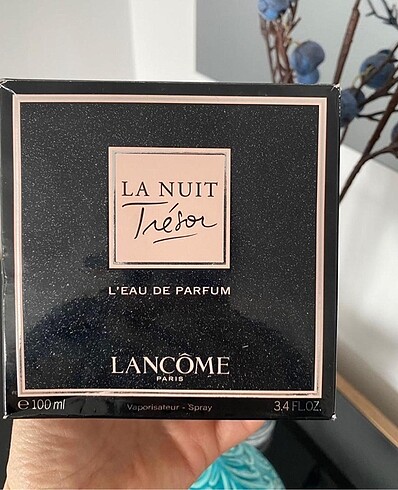 LA NUIT
Trésor
L'EAU DE PARFUM
LANCÔME
PARIS
℮ 100 ml Vaporisateur - Spray 3.4 FL.OZ.